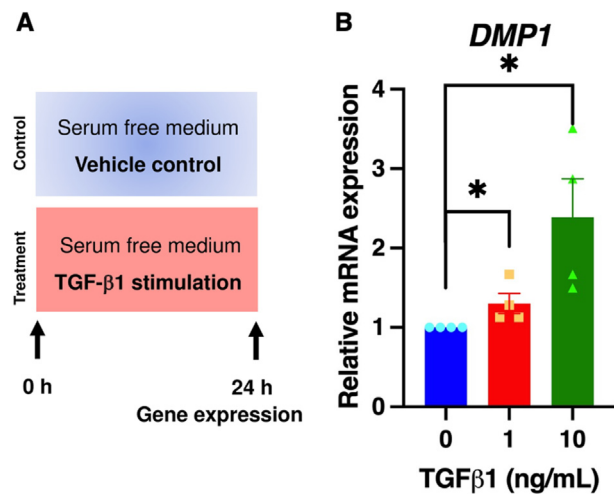 A
Control
Serum free medium
Vehicle control
Treatment
Serum free medium
TGF-β1 stimulation
0 h
24 h
Gene expression
B
DMP1
*
*
Relative mRNA expression
4
3
2
1
0
0 1 10
TGFβ1 (ng/mL)